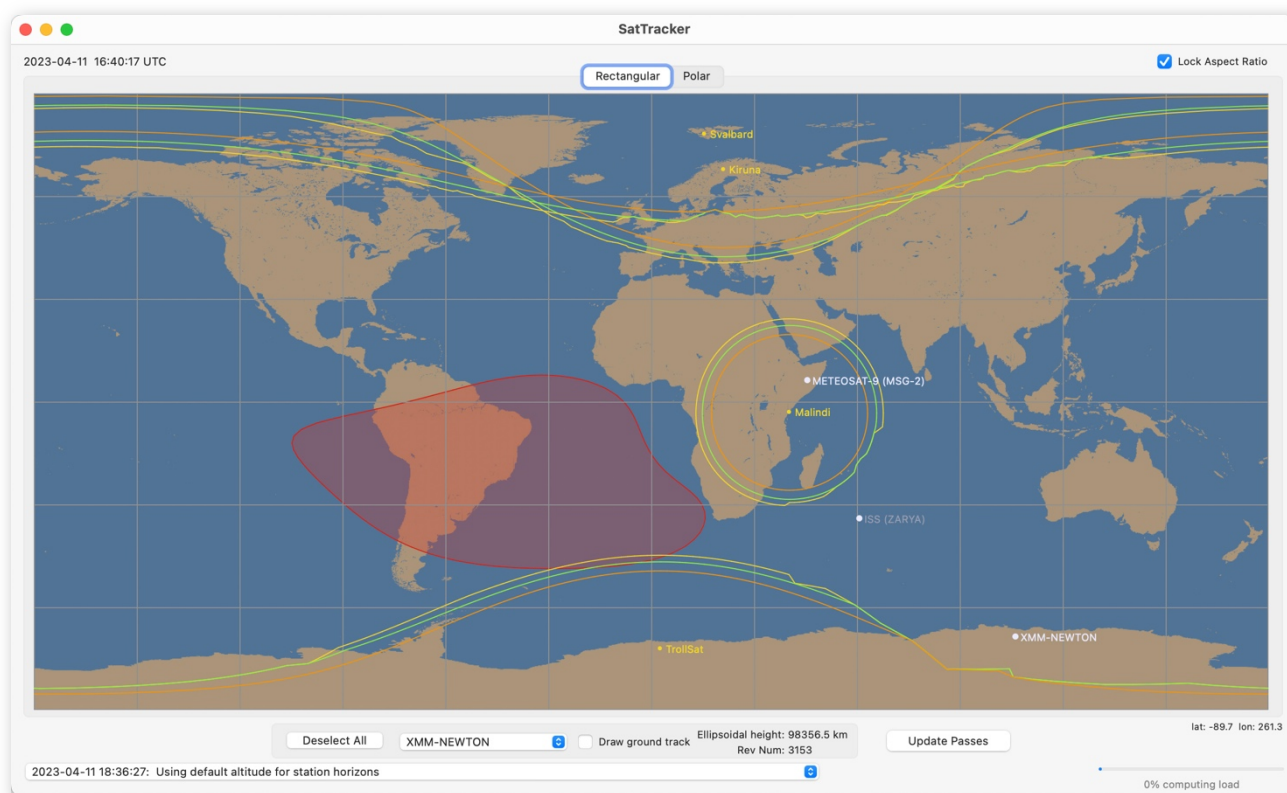 SatTracker
2023-04-11 16:40:17 UTC
Lock Aspect Ratio
Rectangular
Polar
Svalbard
Kiruna
METEOSAT-9 (MSG-2)
Malindi
ISS (ZARYA)
XMM-NEWTON
TrollSat
lat: -89.7 lon: 261.3
Deselect All
XMM-NEWTON
Draw ground track
Ellipsoidal height: 98356.5 km
Rev Num: 3153
Update Passes
2023-04-11 18:36:27: Using default altitude for station horizons
0% computing load